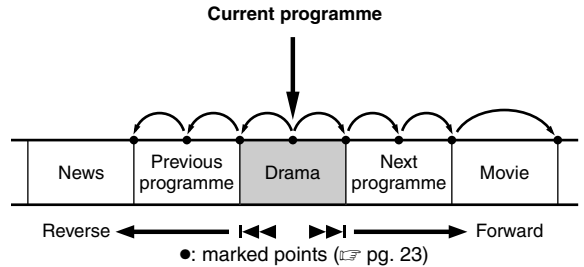 Current programme
News
Previous
programme
Drama
Next
programme
Movie
Reverse
Forward
●: marked points (☞ pg. 23)